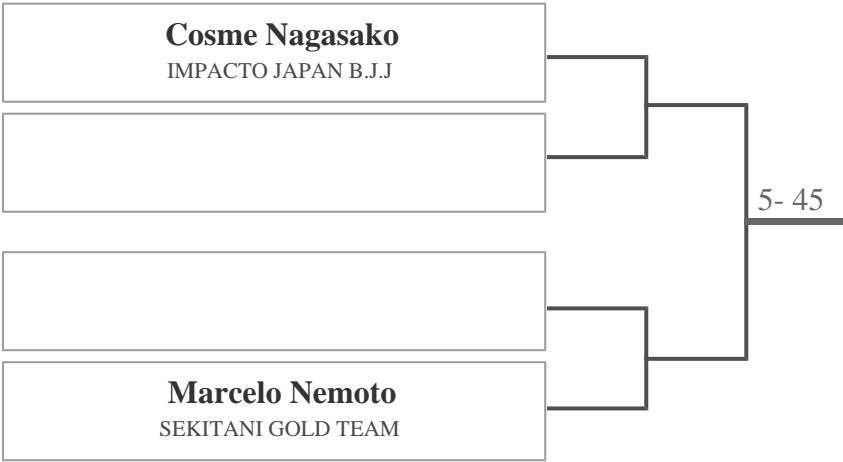 Cosme Nagasako
IMPACTO JAPAN B.J.J
5- 45
Marcelo Nemoto
SEKITANI GOLD TEAM